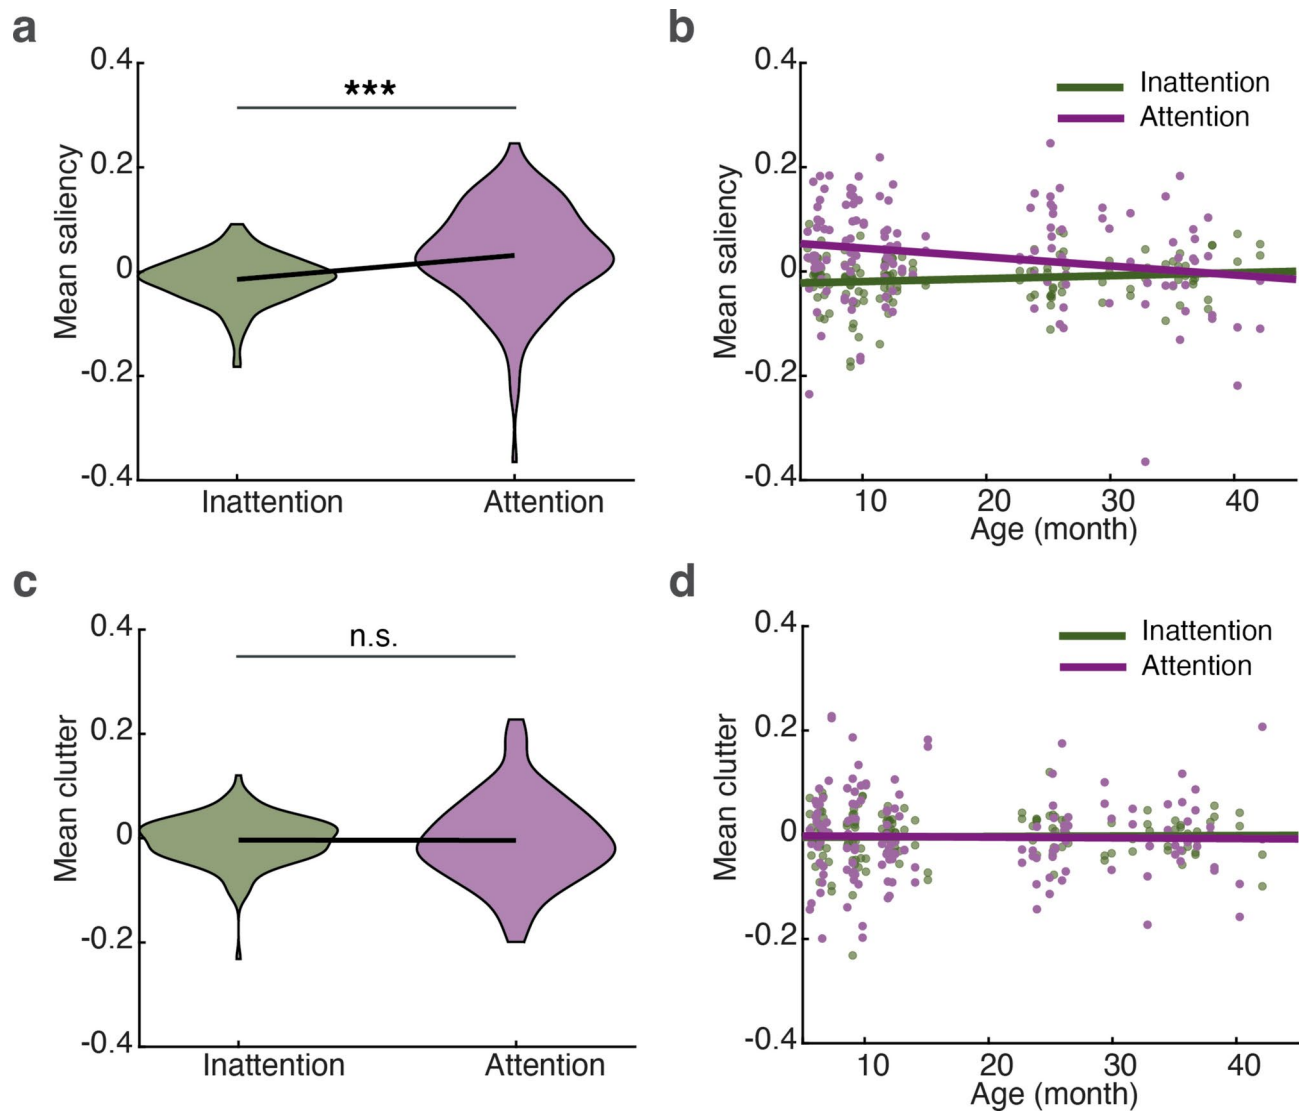 a
0.4
0.2
0
-0.2
-0.4
Mean saliency
***
Inattention
Attention
b
0.4
0.2
0
-0.2
-0.4
Mean saliency
Inattention
Attention
10
20
30
40
Age (month)
c
0.4
0.2
0
-0.2
-0.4
Mean clutter
n.s.
Inattention
Attention
d
0.4
0.2
0
-0.2
-0.4
Mean clutter
Inattention
Attention
10
20
30
40
Age (month)